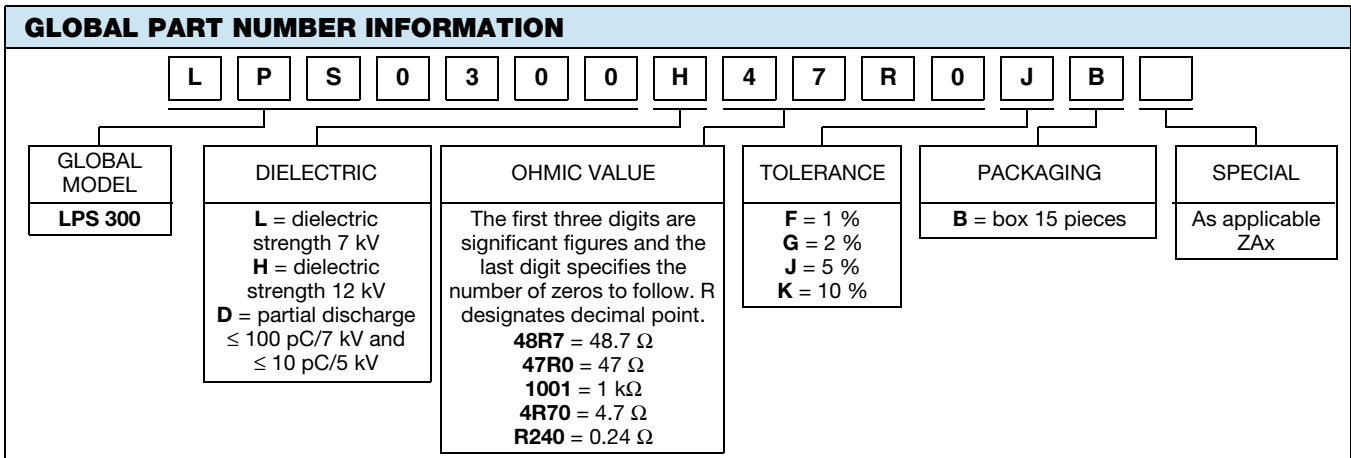 GLOBAL PART NUMBER INFORMATION
L P S 0 3 0 0 H 4 7 R 0 J B
GLOBAL
MODEL
LPS 300
DIELECTRIC
L = dielectric
strength 7 kV
H = dielectric
strength 12 kV
D = partial discharge
≤ 100 pC/7 kV and
≤ 10 pC/5 kV
OHMIC VALUE
The first three digits are
significant figures and the
last digit specifies the
number of zeros to follow. R
designates decimal point.
48R7 = 48.7 Ω
47R0 = 47 Ω
1001 = 1 kΩ
4R70 = 4.7 Ω
R240 = 0.24 Ω
TOLERANCE
F = 1 %
G = 2 %
J = 5 %
K = 10 %
PACKAGING
B = box 15 pieces
SPECIAL
As applicable
ZAx